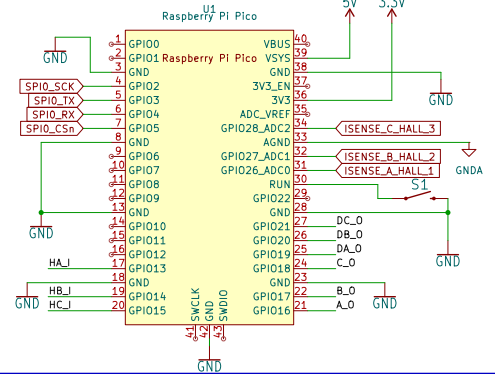 U1
Raspberry Pi Pico
5V
3.3V
1 GPIO0 VBUS 40
2 GPIO1 Raspberry Pi Pico VSYS 39
GND 3 GND GND 38
SPI0_SCK 4 GPIO2 3V3_EN 37
SPI0_TX 5 GPIO3 3V3 36 GND
SPI0_RX 6 GPIO4 ADC_VREF 35
SPI0_CSn 7 GPIO5 GPIO28_ADC2 34 ISENSE_C_HALL_3
8 GND AGND 33
9 GPIO6 GPIO27_ADC1 32 ISENSE_B_HALL_2
10 GPIO7 GPIO26_ADC0 31 ISENSE_A_HALL_1 GNDA
11 GPIO8 RUN 30 S1
12 GPIO9 GPIO22 29
13 GND GND 28
GND 14 GPIO10 GPIO21 27 DC_O
15 GPIO11 GPIO20 26 DB_O
16 GPIO12 GPIO19 25 DA_O
HA_I 17 GPIO13 GPIO18 24 C_O GND
18 GND GND 23
GND HB_I 19 GPIO14 GPIO17 22 B_O GND
HC_I 20 GPIO15 GPIO16 21 A_O
SWCLK GND SWDIO
41 42 43
GND